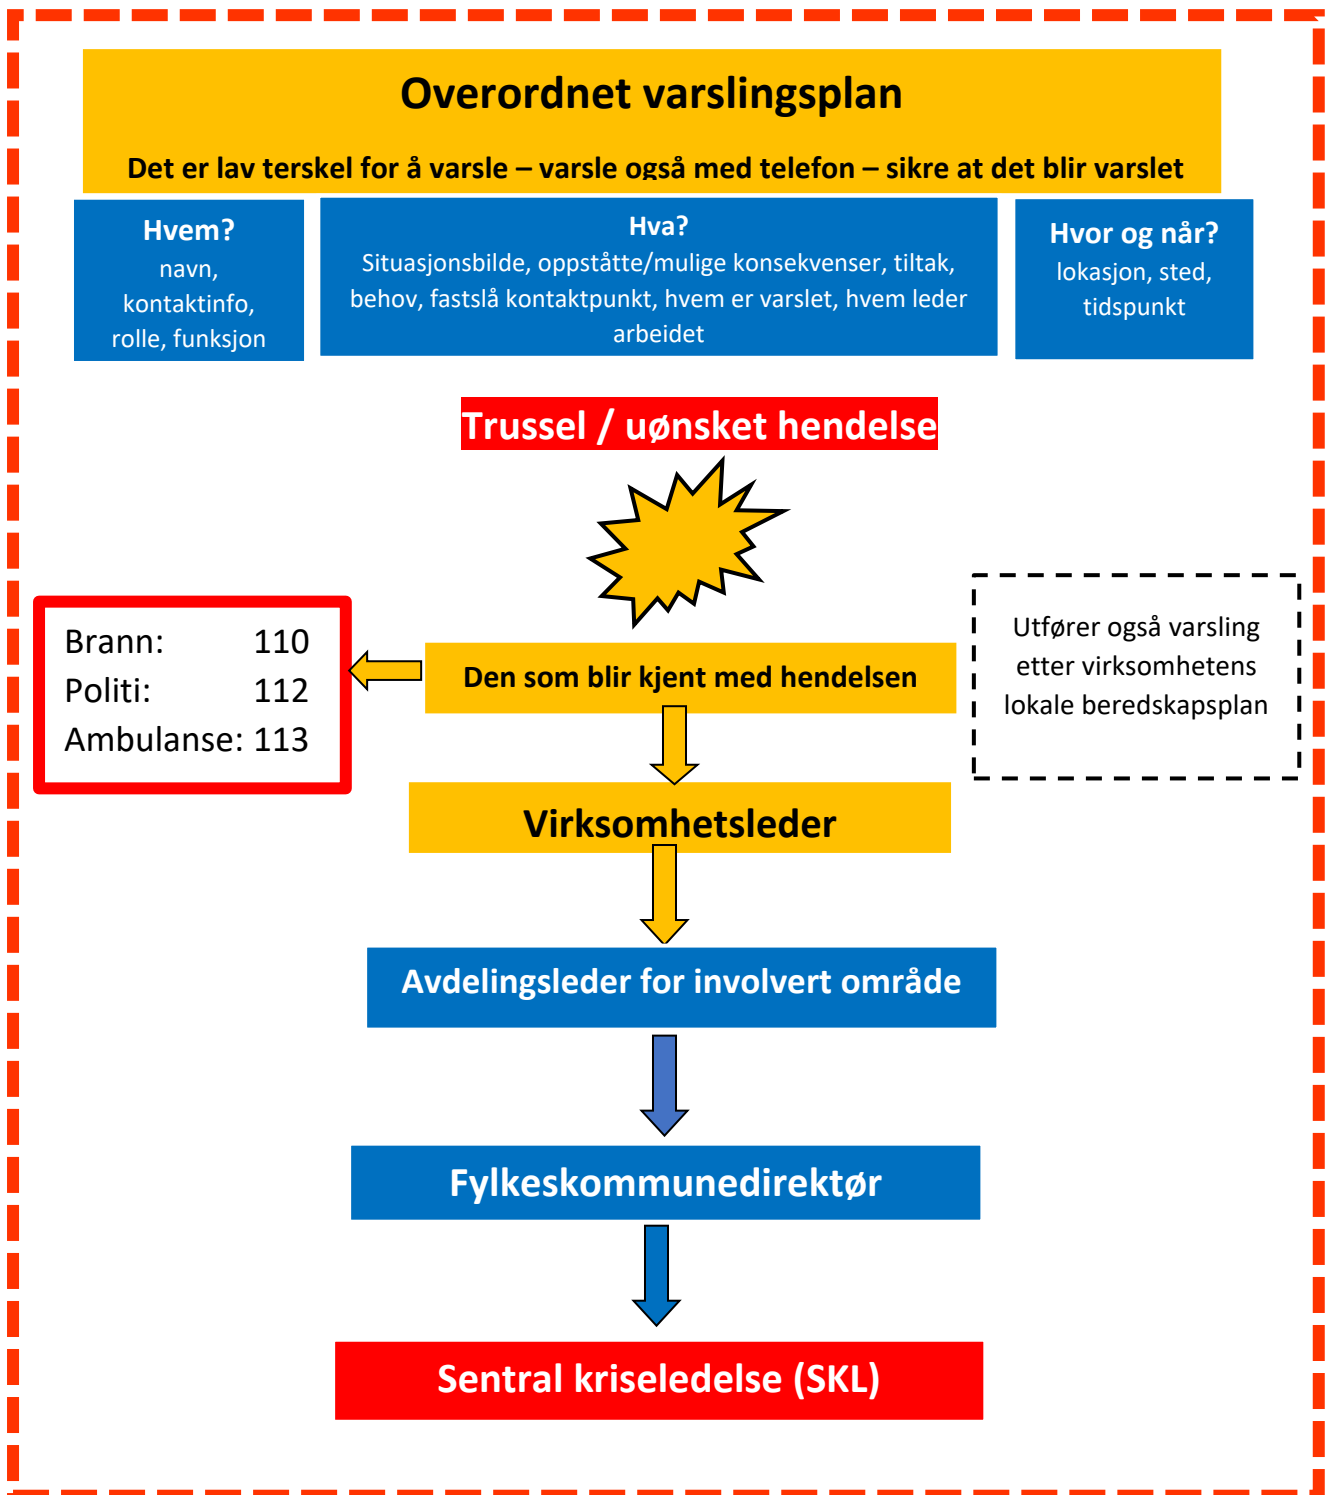 Overordnet varslingsplan
Det er lav terskel for å varsle – varsle også med telefon – sikre at det blir varslet
Hvem?
navn,
kontaktinfo,
rolle, funksjon
Hva?
Situasjonsbilde, oppståtte/mulige konsekvenser, tiltak,
behov, fastslå kontaktpunkt, hvem er varslet, hvem leder
arbeidet
Hvor og når?
lokasjon, sted,
tidspunkt
Trussel / uønsket hendelse
Brann: 110
Politi: 112
Ambulanse: 113
Den som blir kjent med hendelsen
Utfører også varsling
etter virksomhetens
lokale beredskapsplan
Virksomhetsleder
Avdelingsleder for involvert område
Fylkeskommunedirektør
Sentral kriseledelse (SKL)